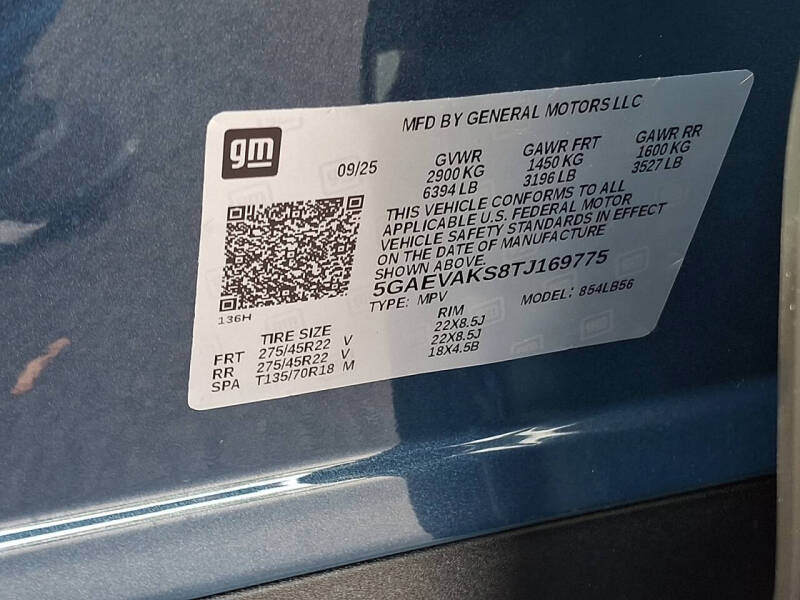 MFD BY GENERAL MOTORS LLC
gm
09/25
GVWR GAWR FRT GAWR RR
2900 KG 1450 KG 1600 KG
6394 LB 3196 LB 3527 LB
THIS VEHICLE CONFORMS TO ALL
APPLICABLE U.S. FEDERAL MOTOR
VEHICLE SAFETY STANDARDS IN EFFECT
ON THE DATE OF MANUFACTURE
SHOWN ABOVE.
5GAEVAKS8TJ169775
TYPE: MPV MODEL: 854LB56
136H
TIRE SIZE RIM
FRT 275/45R22 V 22X8.5J
RR 275/45R22 V 22X8.5J
SPA T135/70R18 M 18X4.5B